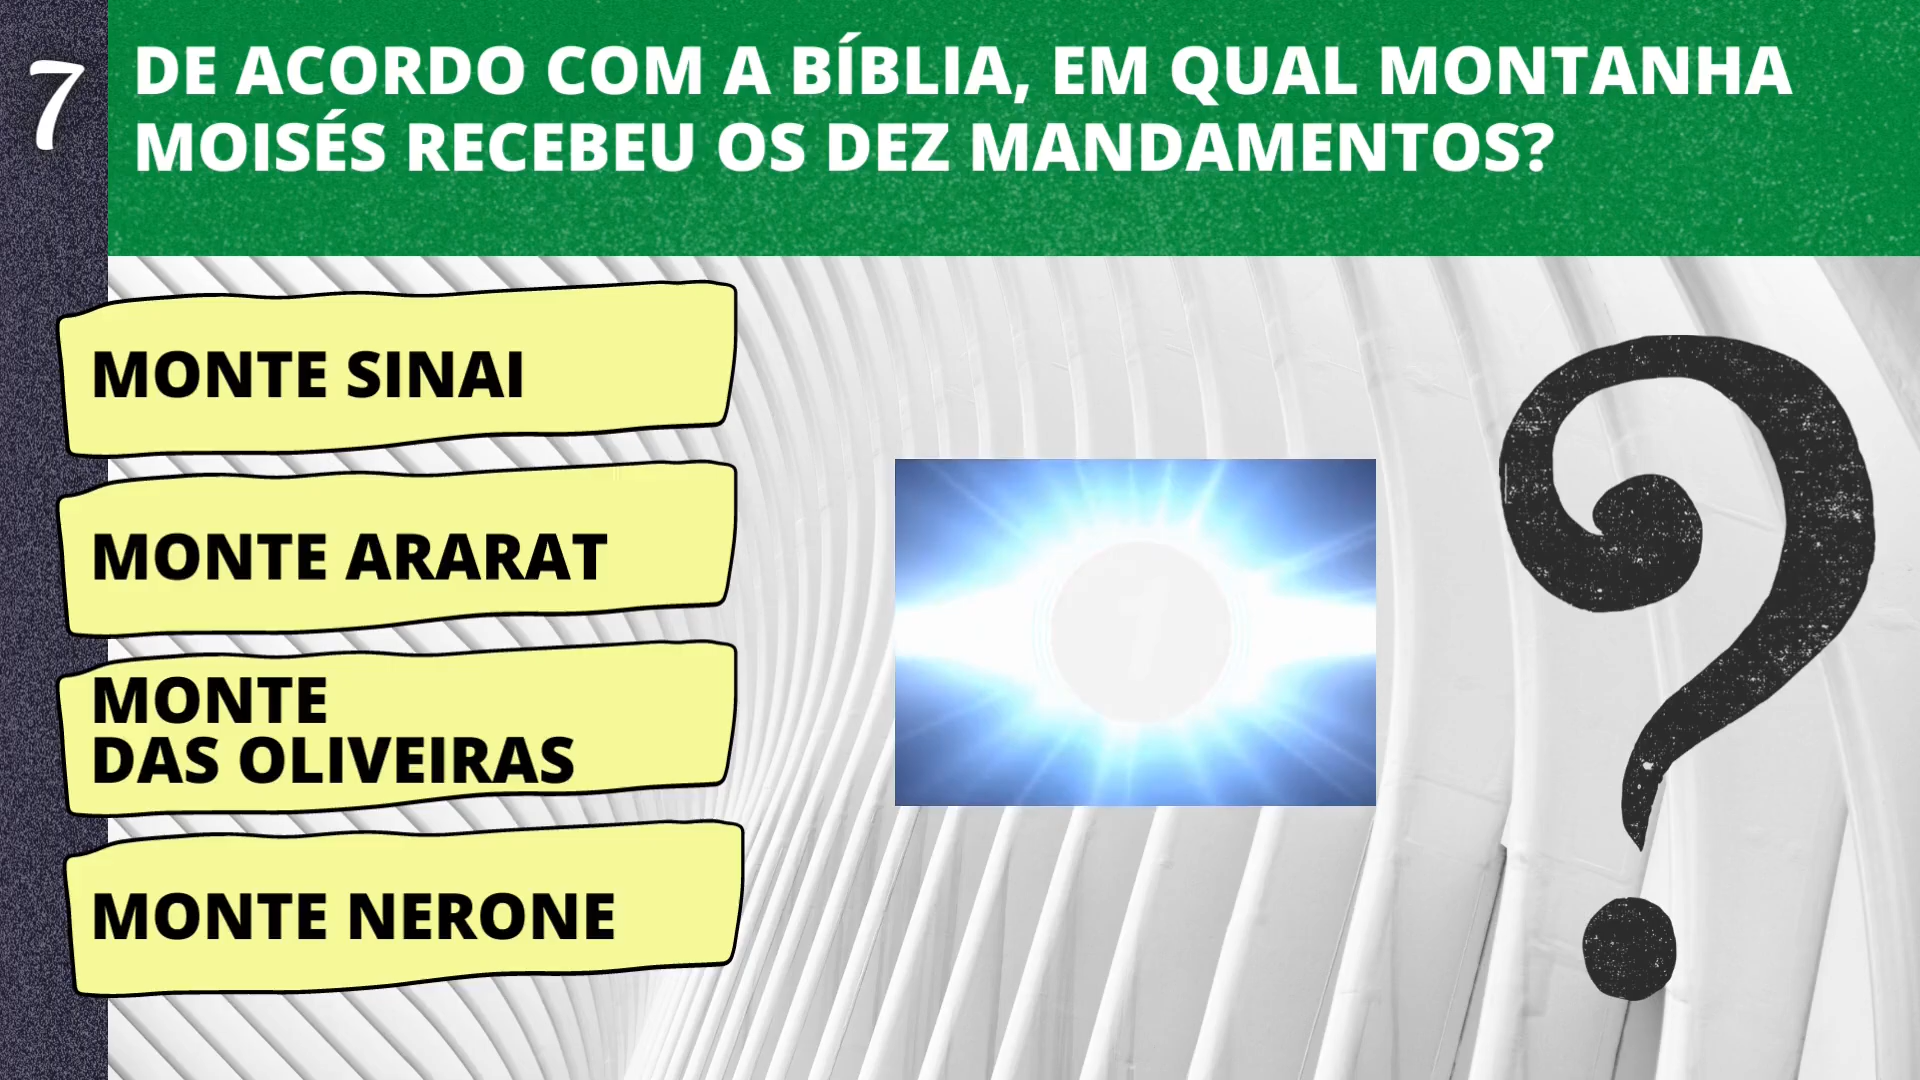 7
DE ACORDO COM A BÍBLIA, EM QUAL MONTANHA
MOISÉS RECEBEU OS DEZ MANDAMENTOS?
MONTE SINAI
MONTE ARARAT
MONTE
DAS OLIVEIRAS
MONTE NERONE
?